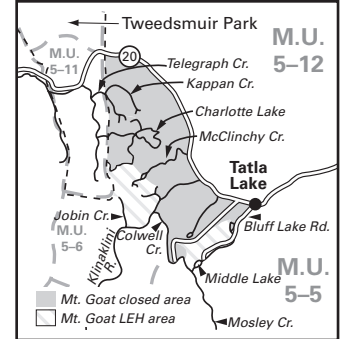 Tweedsmuir Park
M.U.
5–12
M.U.
5–11
20
Telegraph Cr.
Kappan Cr.
Charlotte Lake
McClinchy Cr.
Tatla
Lake
Jobin Cr.
M.U.
5–6
Klinaklini
R.
Colwell
Cr.
Bluff Lake Rd.
Middle Lake
M.U.
5–5
Mt. Goat closed area
Mt. Goat LEH area
Mosley Cr.